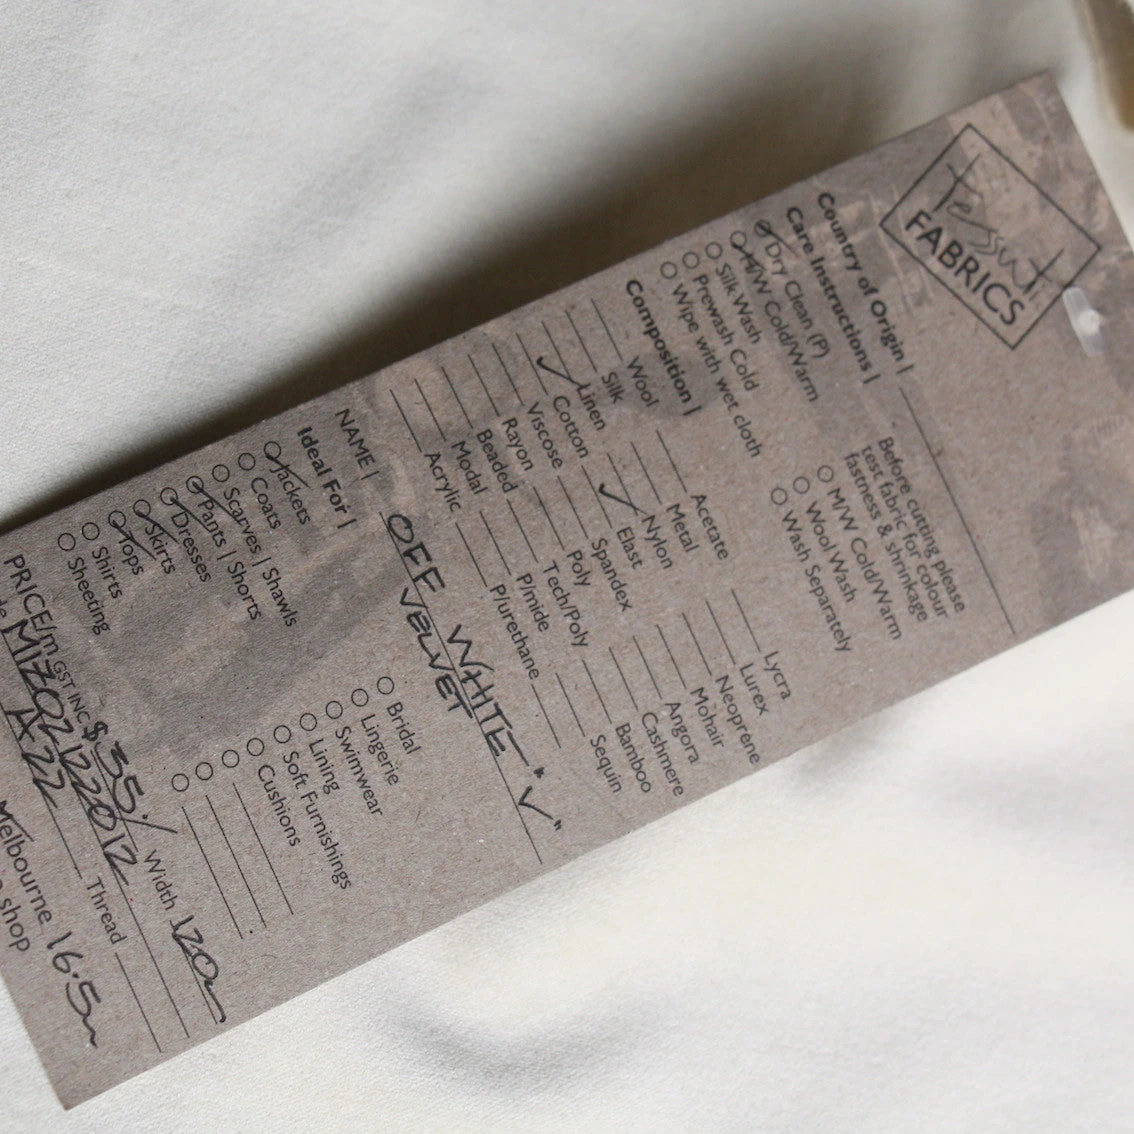 Tessuti
FABRICS
Country of Origin |
Care Instructions |
Dry Clean (P)
M/W Cold/Warm
Silk Wash
Prewash Cold
Wipe with wet cloth
Before cutting please
test fabric for colour
fastness & shrinkage
M/W Cold/Warm
Wool Wash
Wash Separately
Composition |
Wool
Silk
Linen
Cotton
Viscose
Rayon
Beaded
Modal
Acrylic
Acetate
Metal
Nylon
Elast
Spandex
Poly
Tech/Poly
P/mide
P/urethane
Lycra
Lurex
Neoprene
Mohair
Angora
Cashmere
Bamboo
Sequin
NAME | OFF WHITE "V"
VELVET
Ideal For |
Jackets
Coats
Scarves | Shawls
Pants | Shorts
Dresses
Skirts
Tops
Shirts
Sheeting
Bridal
Lingerie
Swimwear
Lining
Soft Furnishings
Cushions
PRICE/m GST INC $35./ Width 120
MIZ02122012
A22 Thread
Melbourne 16.5m
shop